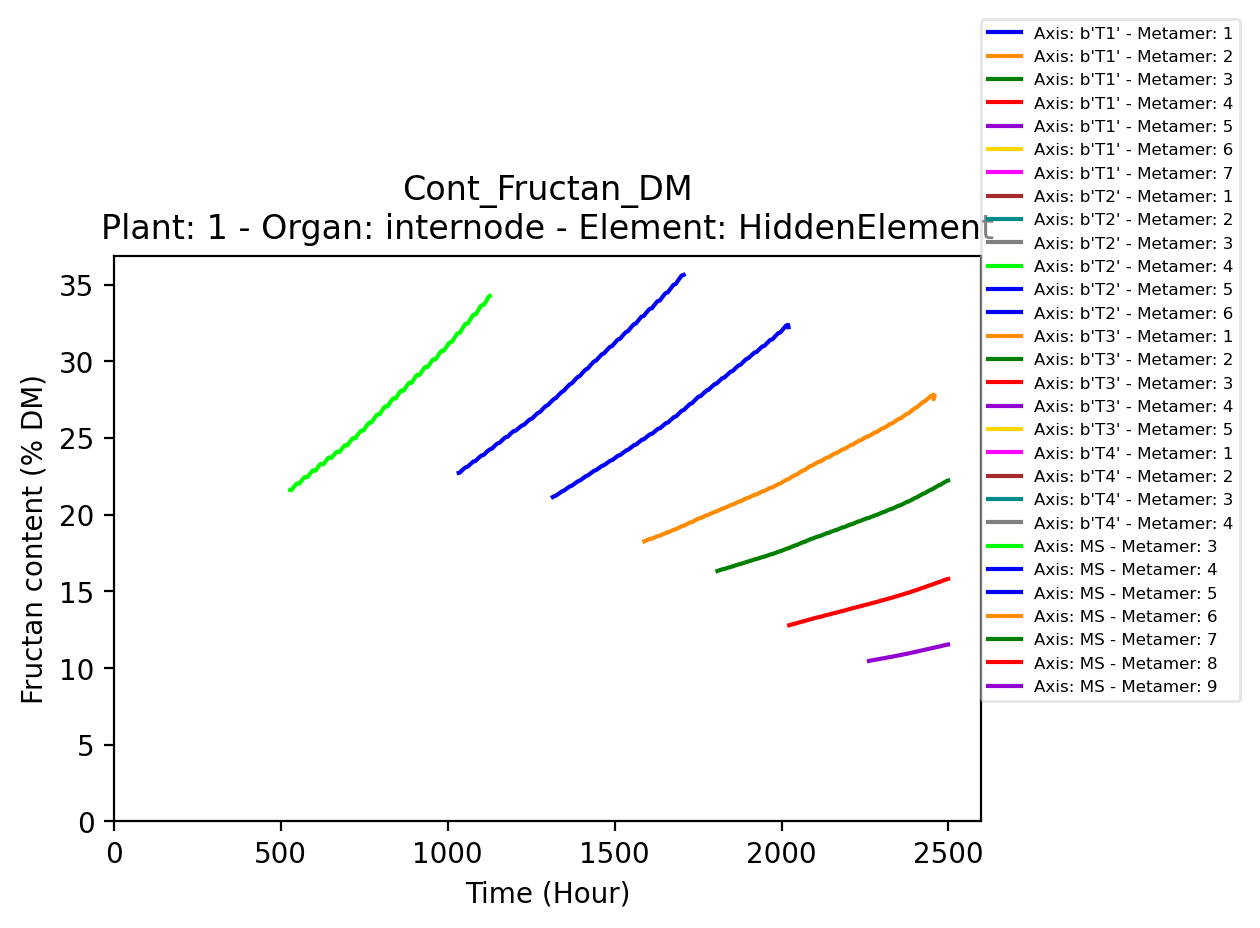 Cont_Fructan_DM
Plant: 1 - Organ: internode - Element: HiddenElement
Fructan content (% DM)
35
30
25
20
15
10
5
0
0 500 1000 1500 2000 2500
Time (Hour)
Axis: b'T1' - Metamer: 1
Axis: b'T1' - Metamer: 2
Axis: b'T1' - Metamer: 3
Axis: b'T1' - Metamer: 4
Axis: b'T1' - Metamer: 5
Axis: b'T1' - Metamer: 6
Axis: b'T1' - Metamer: 7
Axis: b'T2' - Metamer: 1
Axis: b'T2' - Metamer: 2
Axis: b'T2' - Metamer: 3
Axis: b'T2' - Metamer: 4
Axis: b'T2' - Metamer: 5
Axis: b'T2' - Metamer: 6
Axis: b'T3' - Metamer: 1
Axis: b'T3' - Metamer: 2
Axis: b'T3' - Metamer: 3
Axis: b'T3' - Metamer: 4
Axis: b'T3' - Metamer: 5
Axis: b'T4' - Metamer: 1
Axis: b'T4' - Metamer: 2
Axis: b'T4' - Metamer: 3
Axis: b'T4' - Metamer: 4
Axis: MS - Metamer: 3
Axis: MS - Metamer: 4
Axis: MS - Metamer: 5
Axis: MS - Metamer: 6
Axis: MS - Metamer: 7
Axis: MS - Metamer: 8
Axis: MS - Metamer: 9